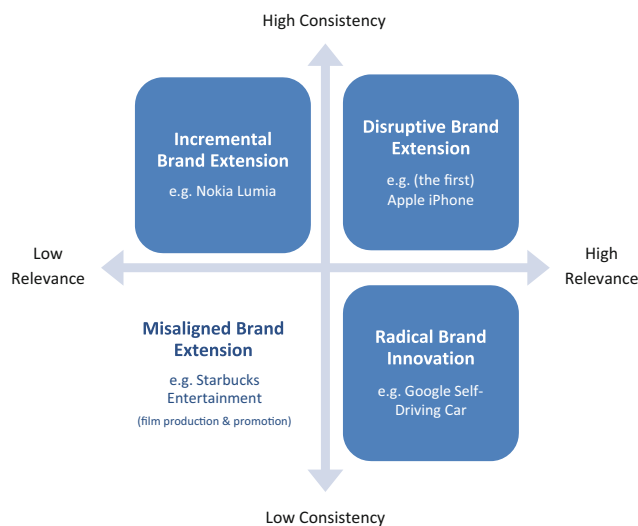 High Consistency
Incremental
Brand Extension
e.g. Nokia Lumia
Disruptive Brand
Extension
e.g. (the first)
Apple iPhone
Low
Relevance
High
Relevance
Misaligned Brand
Extension
e.g. Starbucks
Entertainment
(film production & promotion)
Radical Brand
Innovation
e.g. Google Self-
Driving Car
Low Consistency